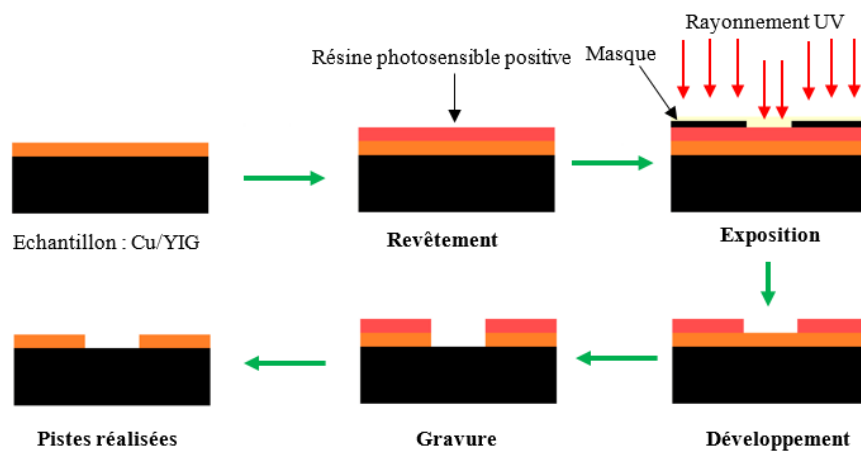 Rayonnement UV
Résine photosensible positive
Masque
Echantillon : Cu/YIG
Revêtement
Exposition
Pistes réalisées
Gravure
Développement